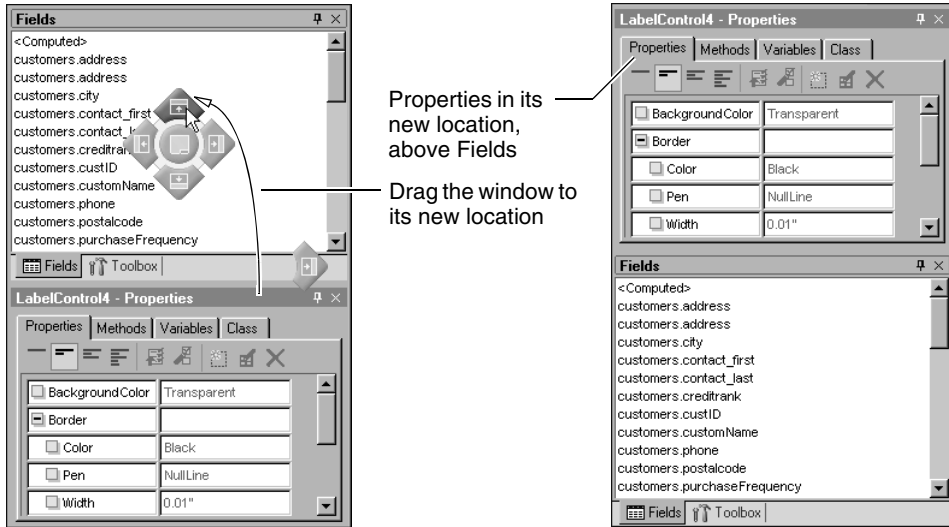 Fields
<Computed>
customers.address
customers.address
customers.city
customers.contact_first
customers.contact_l
customers.creditran
customers.custID
customers.customName
customers.phone
customers.postalcode
customers.purchaseFrequency
Fields Toolbox
LabelControl4 - Properties
Properties Methods Variables Class
BackgroundColor Transparent
Border
Color Black
Pen NullLine
Width 0.01"
Properties in its
new location,
above Fields
Drag the window to
its new location
LabelControl4 - Properties
Properties Methods Variables Class
BackgroundColor Transparent
Border
Color Black
Pen NullLine
Width 0.01"
Fields
<Computed>
customers.address
customers.address
customers.city
customers.contact_first
customers.contact_last
customers.creditrank
customers.custID
customers.customName
customers.phone
customers.postalcode
customers.purchaseFrequency
Fields Toolbox